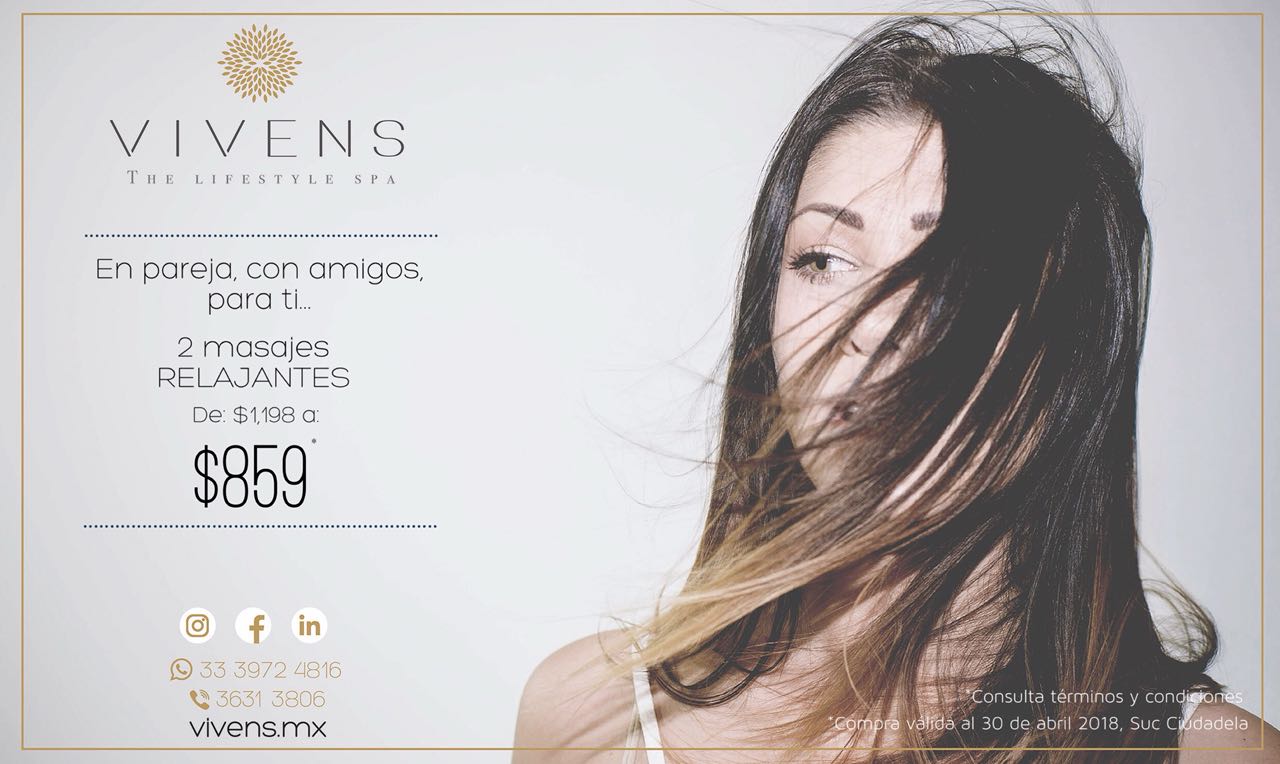 VIVENS
THE LIFESTYLE SPA
En pareja, con amigos,
para ti...
2 masajes
RELAJANTES
De: $1,198 a:
$859*
in
33 3972 4816
3631 3806
vivens.mx
*Consulta términos y condiciones
*Compra válida al 30 de abril 2018, Suc Ciudadela